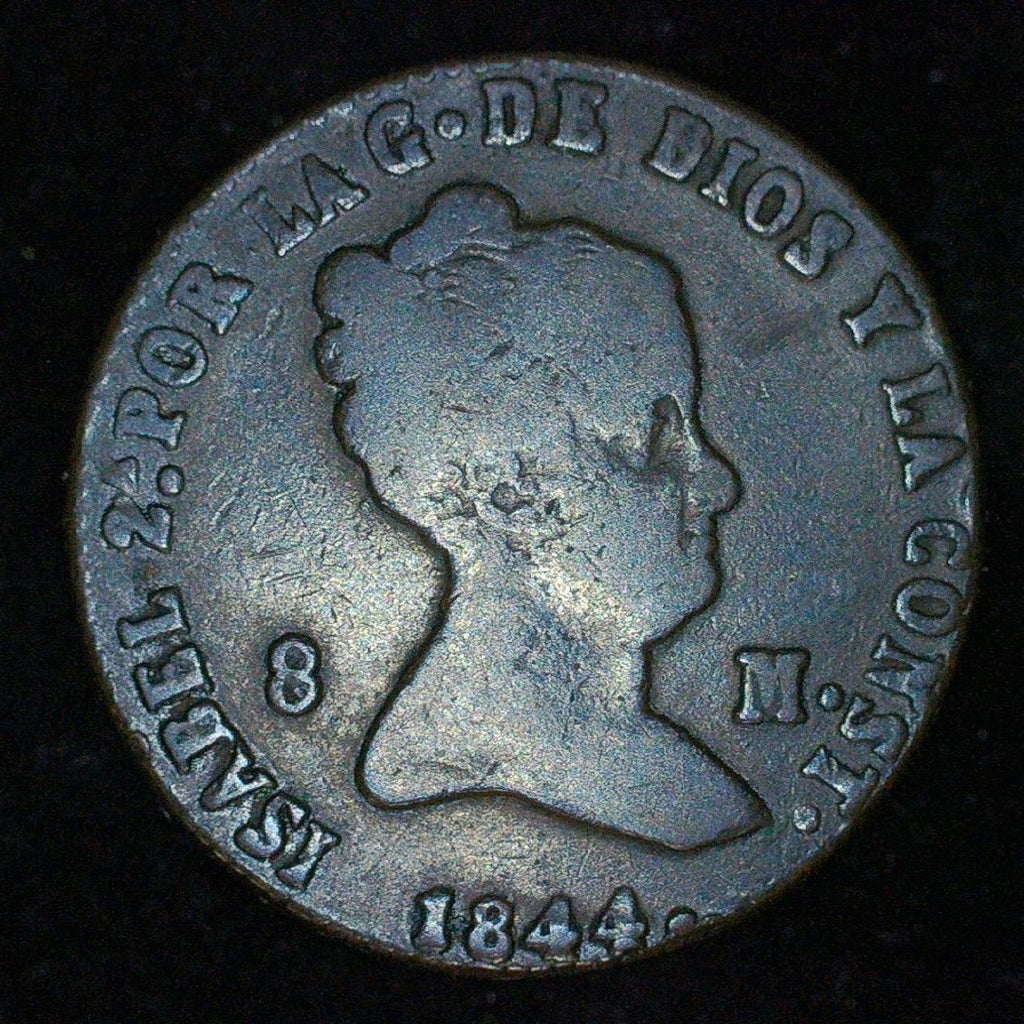 ISABEL 2ª. POR LA G. DE DIOS Y LA CONST.
8 M.
1844